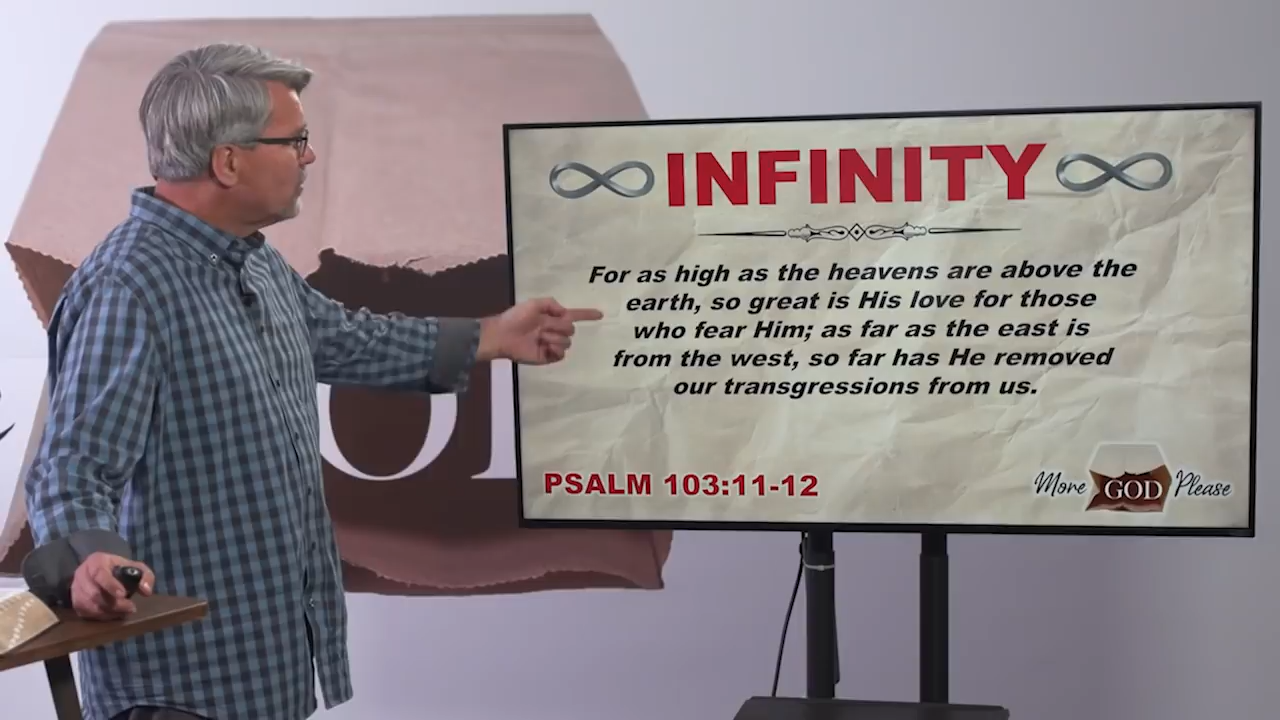 INFINITY
For as high as the heavens are above the
earth, so great is His love for those
who fear Him; as far as the east is
from the west, so far has He removed
our transgressions from us.
PSALM 103:11-12
More GOD Please